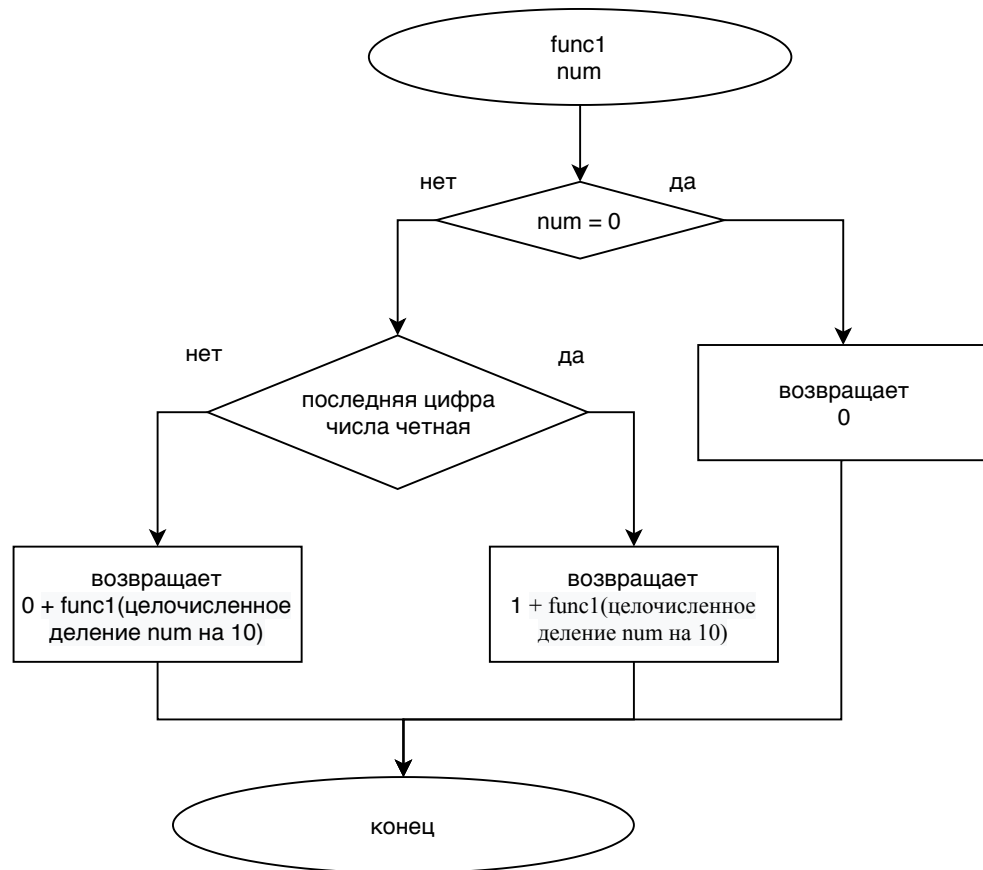 func1
num
нет
да
num = 0
нет
да
последняя цифра
числа четная
возвращает
0
возвращает
0 + func1(целочисленное
деление num на 10)
возвращает
1 + func1(целочисленное
деление num на 10)
конец